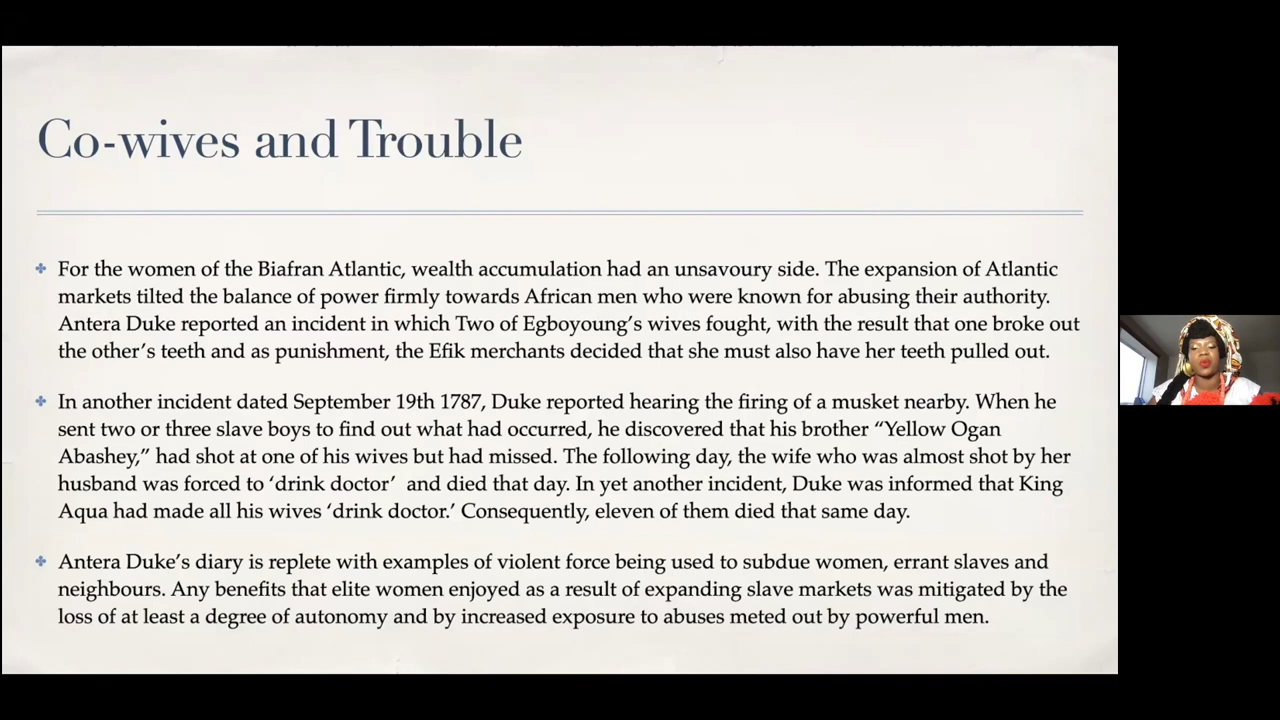 Co-wives and Trouble
For the women of the Biafran Atlantic, wealth accumulation had an unsavoury side. The expansion of Atlantic
markets tilted the balance of power firmly towards African men who were known for abusing their authority.
Antera Duke reported an incident in which Two of Egboyoung's wives fought, with the result that one broke out
the other's teeth and as punishment, the Efik merchants decided that she must also have her teeth pulled out.
In another incident dated September 19th 1787, Duke reported hearing the firing of a musket nearby. When he
sent two or three slave boys to find out what had occurred, he discovered that his brother “Yellow Ogan
Abashey,” had shot at one of his wives but had missed. The following day, the wife who was almost shot by her
husband was forced to ‘drink doctor’ and died that day. In yet another incident, Duke was informed that King
Aqua had made all his wives ‘drink doctor.’ Consequently, eleven of them died that same day.
Antera Duke’s diary is replete with examples of violent force being used to subdue women, errant slaves and
neighbours. Any benefits that elite women enjoyed as a result of expanding slave markets was mitigated by the
loss of at least a degree of autonomy and by increased exposure to abuses meted out by powerful men.